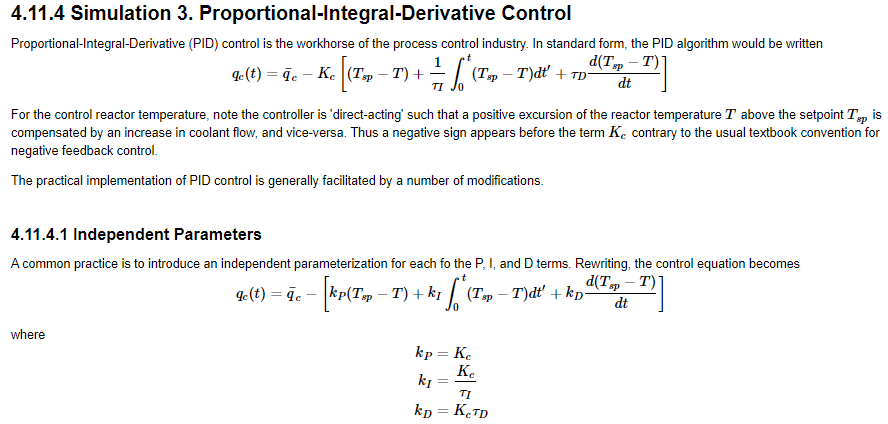 4.11.4 Simulation 3. Proportional-Integral-Derivative Control
Proportional-Integral-Derivative (PID) control is the workhorse of the process control industry. In standard form, the PID algorithm would be written
q_c(t) = \bar{q}_c - K_c \left[ (T_{sp} - T) + \frac{1}{\tau_I} \int_0^t (T_{sp} - T)dt' + \tau_D \frac{d(T_{sp} - T)}{dt} \right]
For the control reactor temperature, note the controller is 'direct-acting' such that a positive excursion of the reactor temperature T above the setpoint T_{sp} is
compensated by an increase in coolant flow, and vice-versa. Thus a negative sign appears before the term K_c contrary to the usual textbook convention for
negative feedback control.
The practical implementation of PID control is generally facilitated by a number of modifications.
4.11.4.1 Independent Parameters
A common practice is to introduce an independent parameterization for each fo the P, I, and D terms. Rewriting, the control equation becomes
q_c(t) = \bar{q}_c - \left[ k_P(T_{sp} - T) + k_I \int_0^t (T_{sp} - T)dt' + k_D \frac{d(T_{sp} - T)}{dt} \right]
where
k_P = K_c
k_I = \frac{K_c}{\tau_I}
k_D = K_c \tau_D